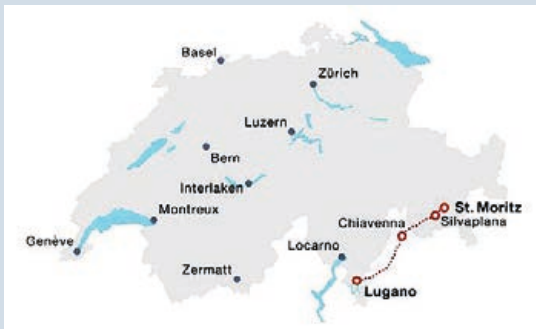 Basel
Zürich
Luzern
Bern
Interlaken
St. Moritz
Montreux
Chiavenna
Silvaplana
Genève
Locarno
Zermatt
Lugano